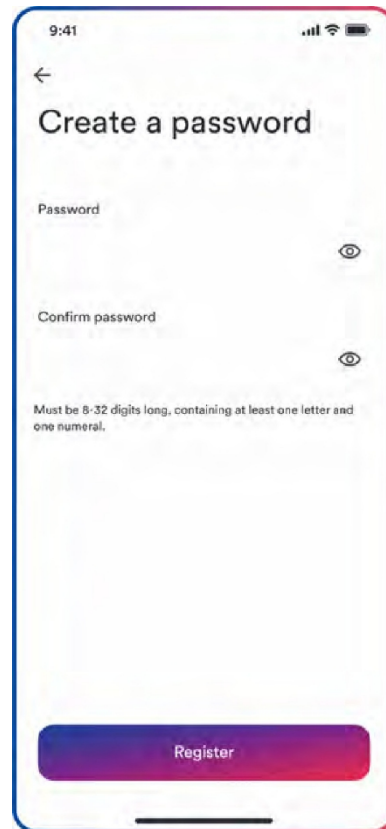 9:41
Create a password
Password
Confirm password
Must be 8-32 digits long, containing at least one letter and
one numeral.
Register